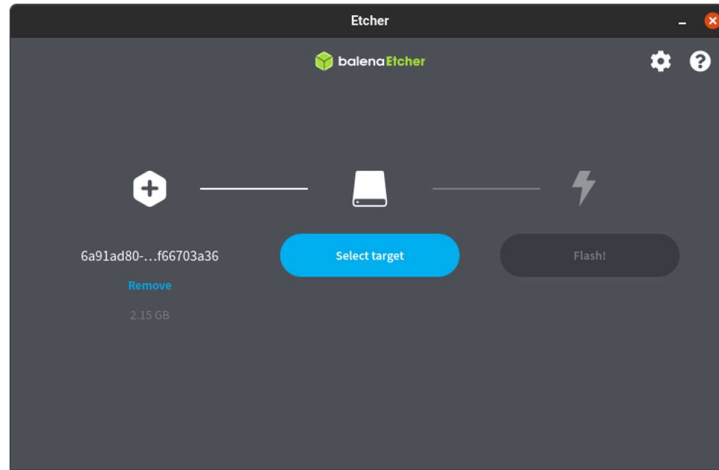 Etcher
balenaEtcher
6a91ad80-...f66703a36
Select target
Flash!
Remove
2.15 GB